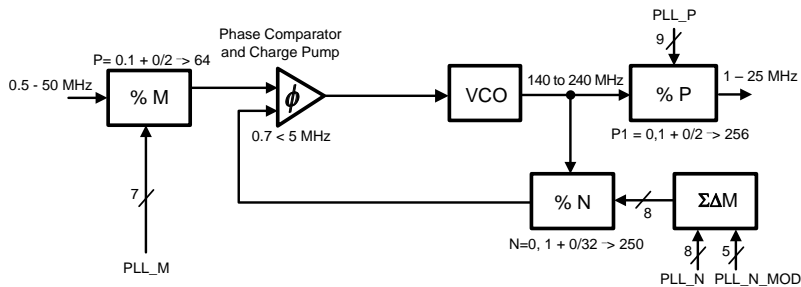 PLL_P
9
Phase Comparator
and Charge Pump
P= 0.1 + 0/2 -> 64
0.5 - 50 MHz
% M
ϕ
VCO
140 to 240 MHz
% P
1 – 25 MHz
0.7 < 5 MHz
P1 = 0,1 + 0/2 -> 256
7
% N
8
ΣΔM
N=0, 1 + 0/32 -> 250
8
5
PLL_M
PLL_N
PLL_N_MOD